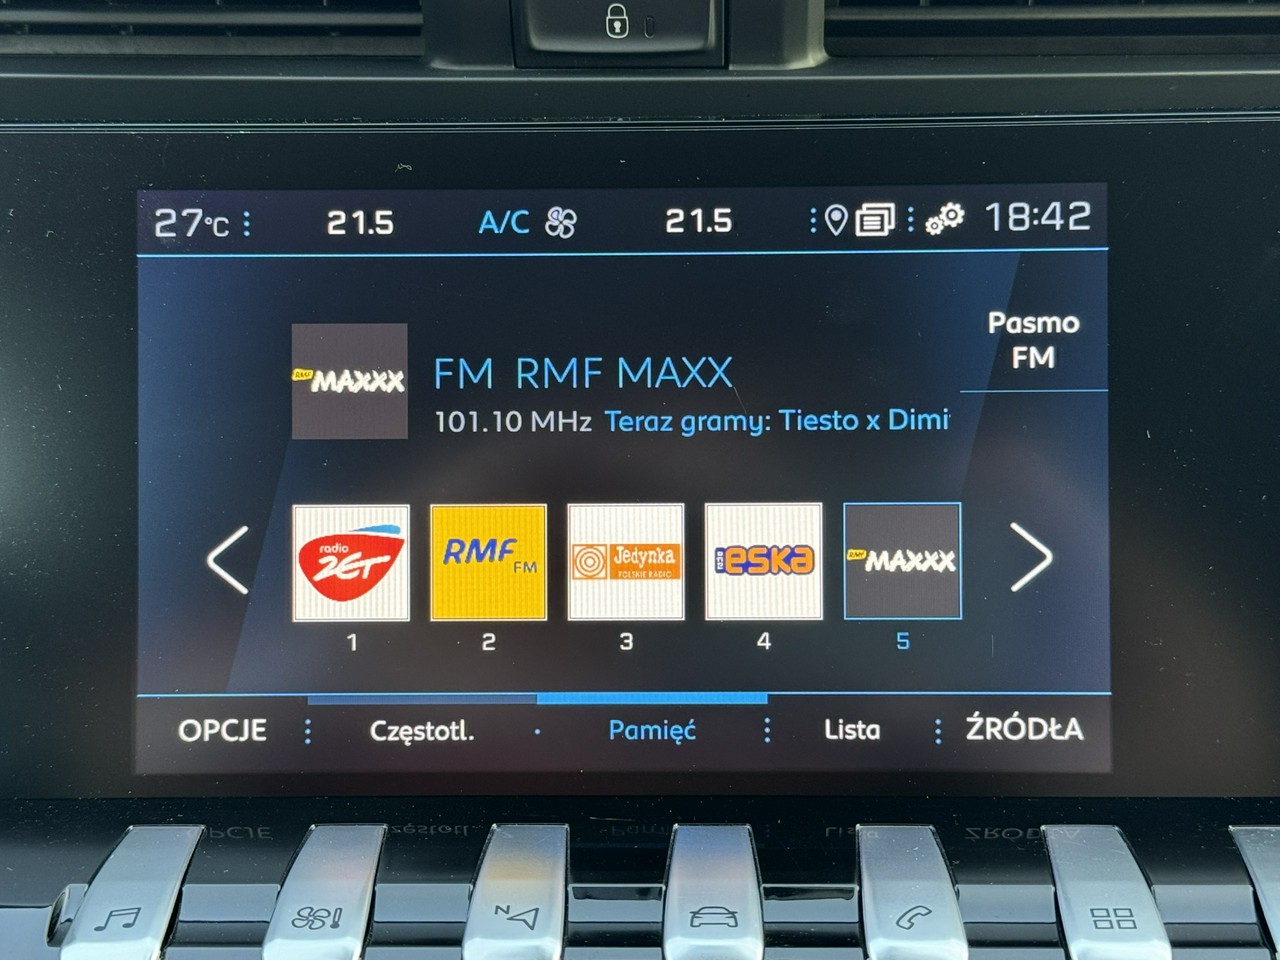 27°C 21.5 A/C 21.5 18:42
Pasmo
FM
RMF MAXXX
FM RMF MAXX
101.10 MHz Teraz gramy: Tiesto x Dimi
radio ZET
RMF FM
Jedynka
POLSKIE RADIO
eska
RMF MAXXX
1 2 3 4 5
OPCJE Częstotl. Pamięć Lista ŹRÓDŁA
N